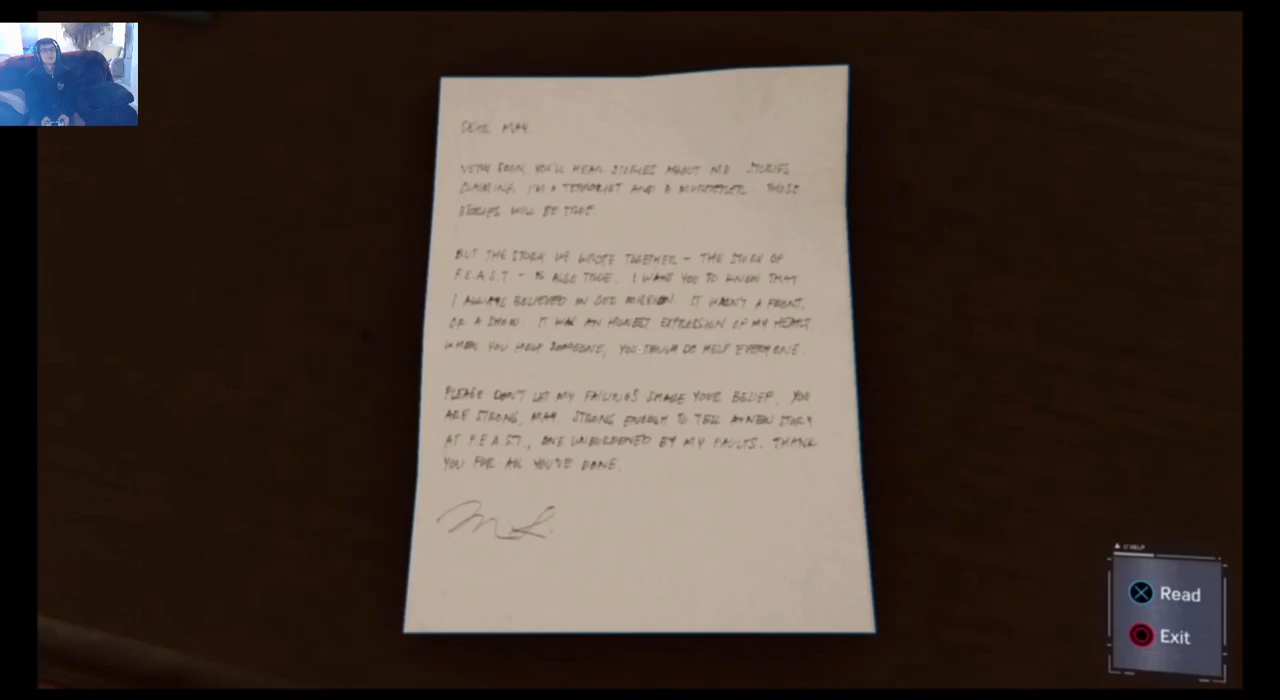 DEAR MAY.
VERY SOON, YOU'LL HEAR STORIES ABOUT ME. STORIES
CLAIMING I'M A TERRORIST AND A MURDERER. THOSE
STORIES WILL BE TRUE.
BUT THE STORY WE WROTE TOGETHER - THE STORY OF
F.E.A.S.T. - IS ALSO TRUE. I WANT YOU TO KNOW THAT
I ALWAYS BELIEVED IN OUR MISSION. IT WASN'T A FRONT,
OR A SHOW. IT WAS AN HONEST EXPRESSION OF MY HEART.
WHEN YOU HELP SOMEONE, YOU SHOULD HELP EVERYONE.
PLEASE DON'T LET MY FAILINGS SHAKE YOUR BELIEF. YOU
ARE STRONG, MAY. STRONG ENOUGH TO TELL A NEW STORY
AT F.E.A.S.T., ONE UNBURDENED BY MY FAULTS. THANK
YOU FOR ALL YOU'VE DONE.
M L.
HELP
Read
Exit